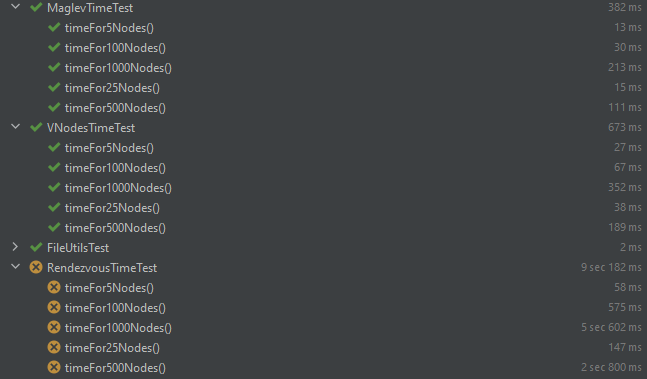 MaglevTimeTest 382 ms
timeFor5Nodes() 13 ms
timeFor100Nodes() 30 ms
timeFor1000Nodes() 213 ms
timeFor25Nodes() 15 ms
timeFor500Nodes() 111 ms
VNodesTimeTest 673 ms
timeFor5Nodes() 27 ms
timeFor100Nodes() 67 ms
timeFor1000Nodes() 352 ms
timeFor25Nodes() 38 ms
timeFor500Nodes() 189 ms
FileUtilsTest 2 ms
RendezvousTimeTest 9 sec 182 ms
timeFor5Nodes() 58 ms
timeFor100Nodes() 575 ms
timeFor1000Nodes() 5 sec 602 ms
timeFor25Nodes() 147 ms
timeFor500Nodes() 2 sec 800 ms